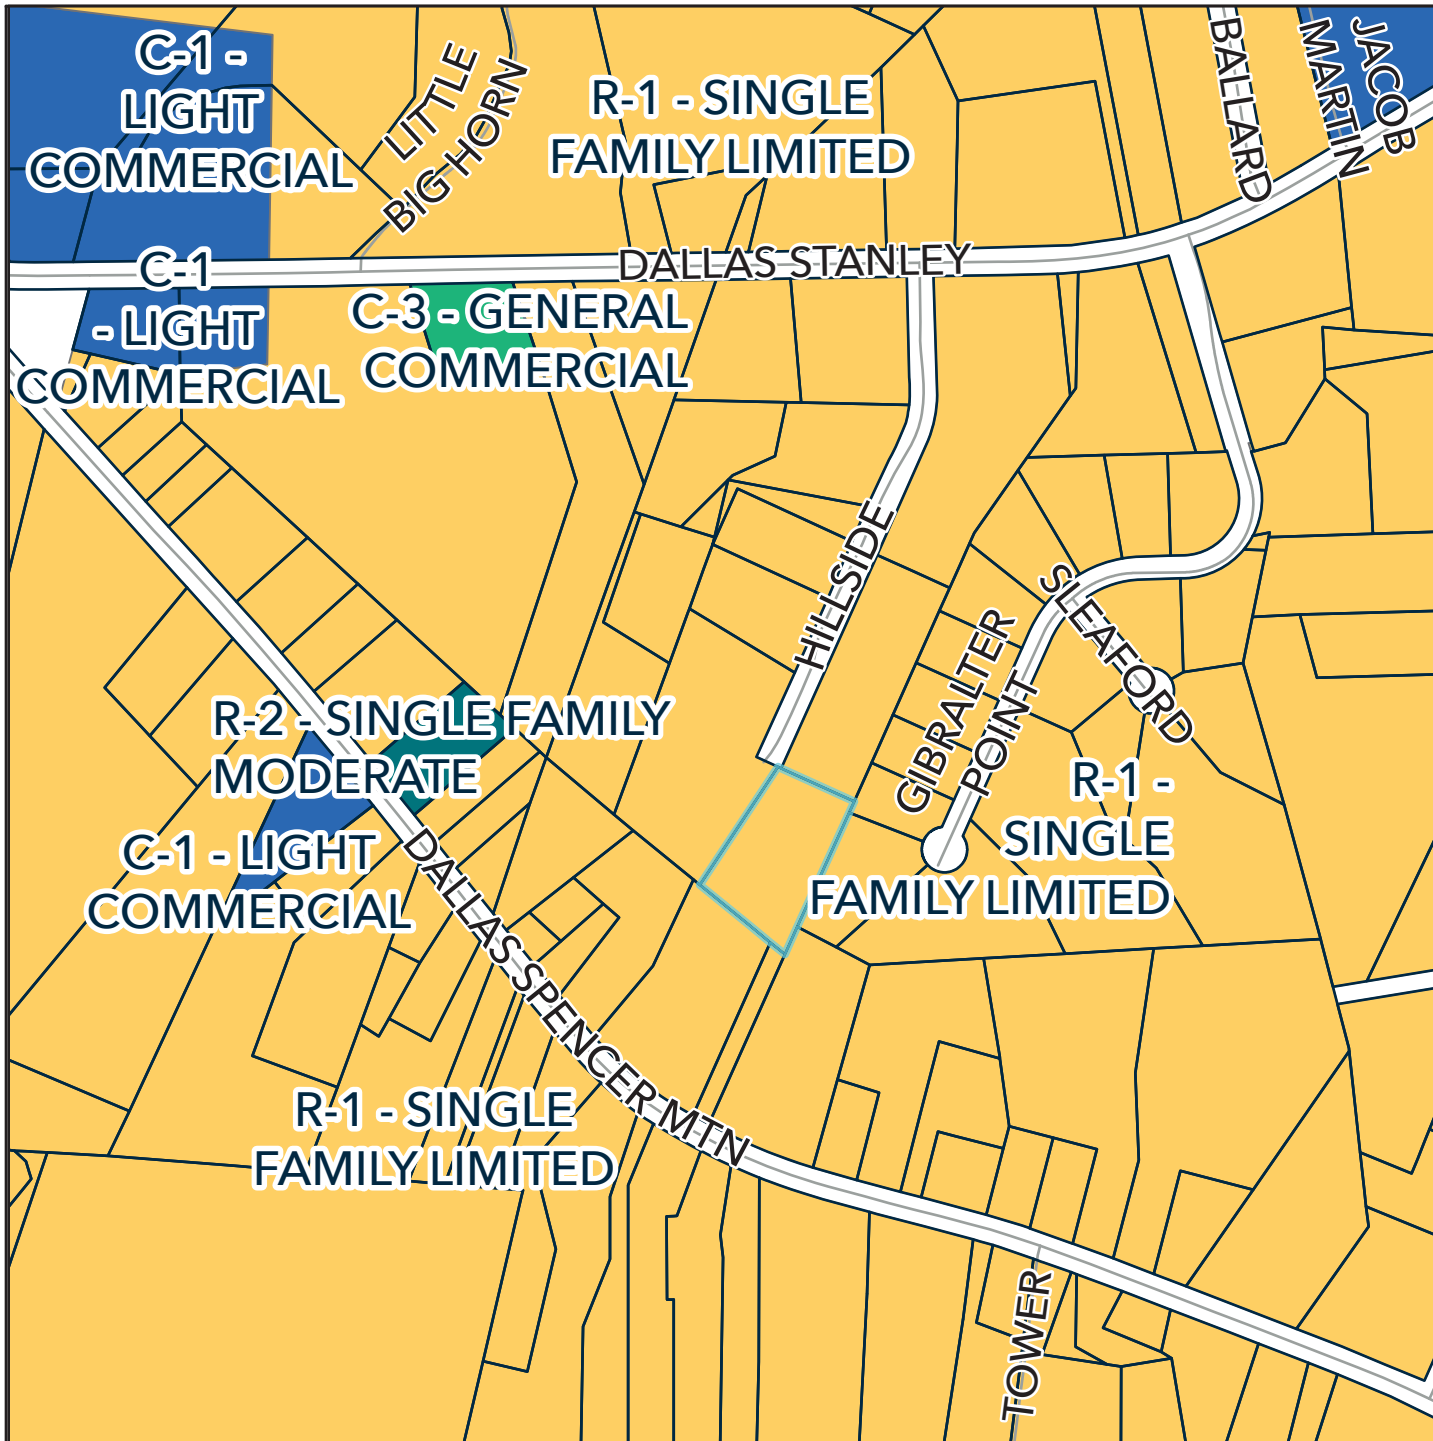 C-1 -
LIGHT
COMMERCIAL
LITTLE
BIG HORN
R-1 - SINGLE
FAMILY LIMITED
BALLARD
MARTIN
JACOB
DALLAS STANLEY
C-1
- LIGHT
COMMERCIAL
C-3 - GENERAL
COMMERCIAL
HILLSIDE
SLEAFORD
GIBRALTER
POINT
R-2 - SINGLE FAMILY
MODERATE
R-1 -
SINGLE
FAMILY LIMITED
C-1 - LIGHT
COMMERCIAL
DALLAS SPENCER MTN
R-1 - SINGLE
FAMILY LIMITED
TOWER